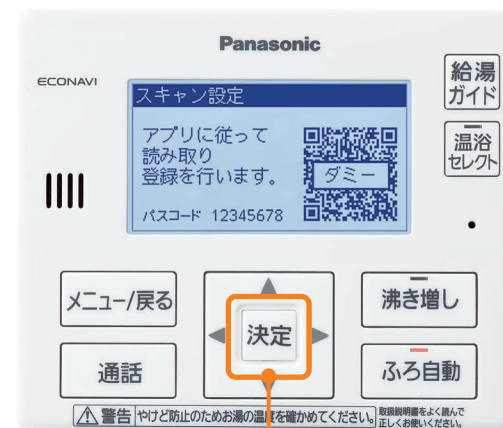 Panasonic
ECONAVI
給湯
ガイド
スキャン設定
アプリに従って
読み取り
登録を行います。
ダミー
パスコード 12345678
温浴
セレクト
メニュー/戻る
決定
沸き増し
通話
ふろ自動
警告 やけど防止のためお湯の温度を確かめてください。
取扱説明書をよく読んで
正しくお使いください。